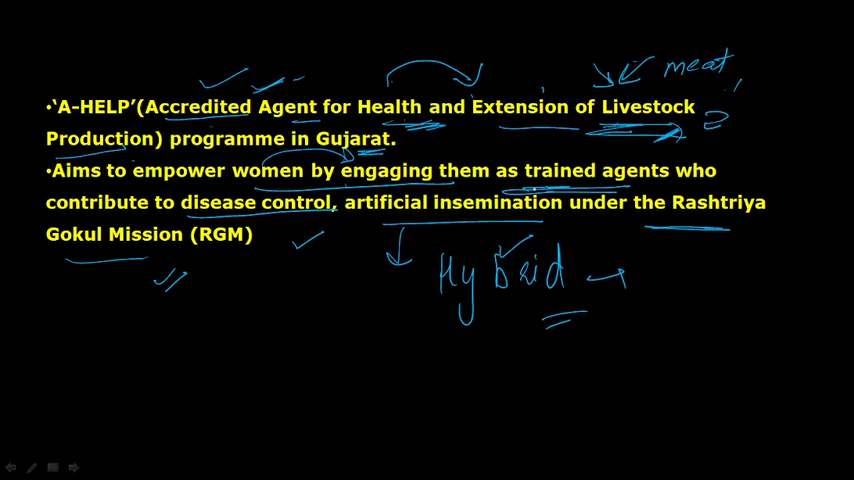 meat
•‘A-HELP’(Accredited Agent for Health and Extension of Livestock
Production) programme in Gujarat.
•Aims to empower women by engaging them as trained agents who
contribute to disease control, artificial insemination under the Rashtriya
Gokul Mission (RGM)
Hybrid